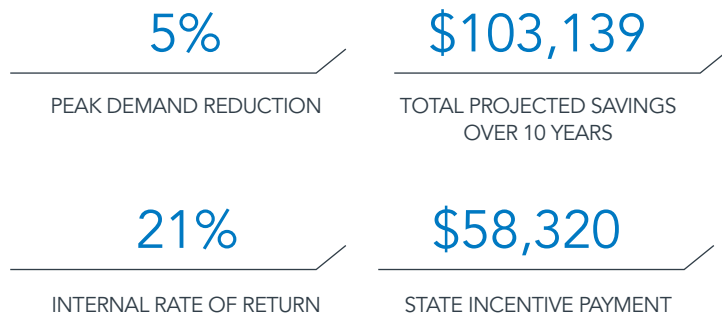 5%
$103,139
PEAK DEMAND REDUCTION
TOTAL PROJECTED SAVINGS
OVER 10 YEARS
21%
$58,320
INTERNAL RATE OF RETURN
STATE INCENTIVE PAYMENT